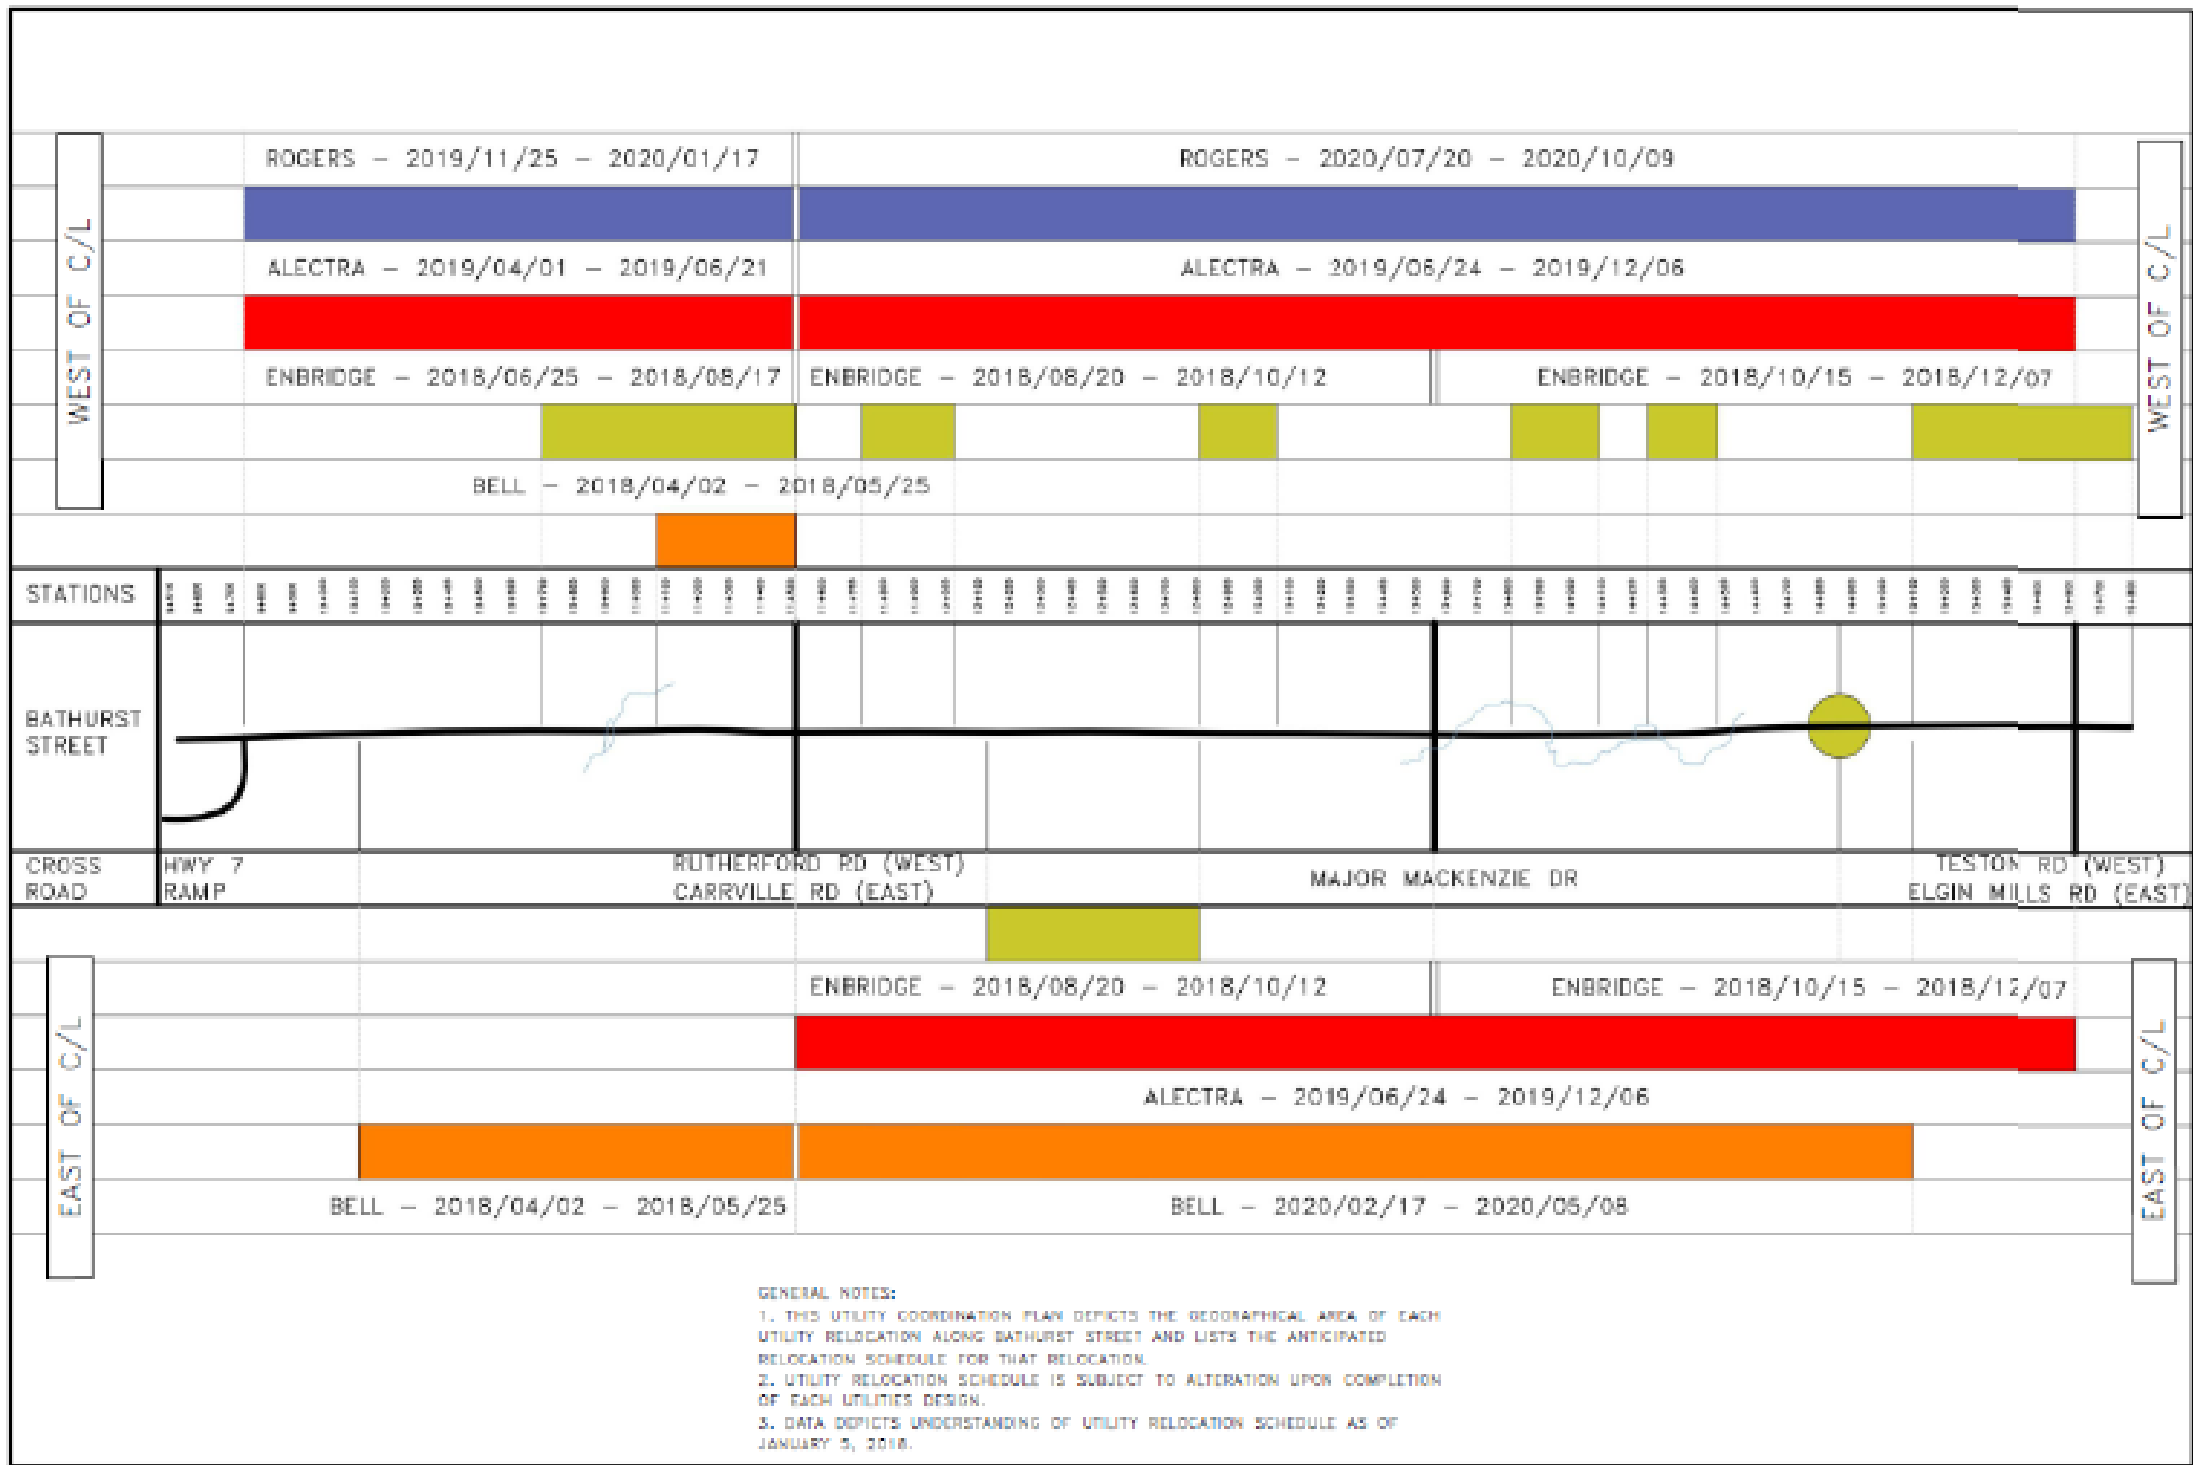 ROGERS – 2019/11/25 – 2020/01/17
ROGERS – 2020/07/20 – 2020/10/09
ALECTRA – 2019/04/01 – 2019/06/21
ALECTRA – 2019/06/24 – 2019/12/06
WEST OF C/L
WEST OF C/L
ENBRIDGE – 2018/06/25 – 2018/08/17
ENBRIDGE – 2018/08/20 – 2018/10/12
ENBRIDGE – 2018/10/15 – 2018/12/07
BELL – 2018/04/02 – 2018/05/25
STATIONS
BATHURST
STREET
CROSS
ROAD
HWY 7
RAMP
RUTHERFORD RD (WEST)
CARRVILLE RD (EAST)
MAJOR MACKENZIE DR
TESTON RD (WEST)
ELGIN MILLS RD (EAST)
ENBRIDGE – 2018/08/20 – 2018/10/12
ENBRIDGE – 2018/10/15 – 2018/12/07
EAST OF C/L
EAST OF C/L
ALECTRA – 2019/06/24 – 2019/12/06
BELL – 2018/04/02 – 2018/05/25
BELL – 2020/02/17 – 2020/05/08
GENERAL NOTES:
1. THIS UTILITY COORDINATION PLAN DEPICTS THE GEOGRAPHICAL AREA OF EACH
UTILITY RELOCATION ALONG BATHURST STREET AND LISTS THE ANTICIPATED
RELOCATION SCHEDULE FOR THAT RELOCATION.
2. UTILITY RELOCATION SCHEDULE IS SUBJECT TO ALTERATION UPON COMPLETION
OF EACH UTILITIES DESIGN.
3. DATA DEPICTS UNDERSTANDING OF UTILITY RELOCATION SCHEDULE AS OF
JANUARY 5, 2018.